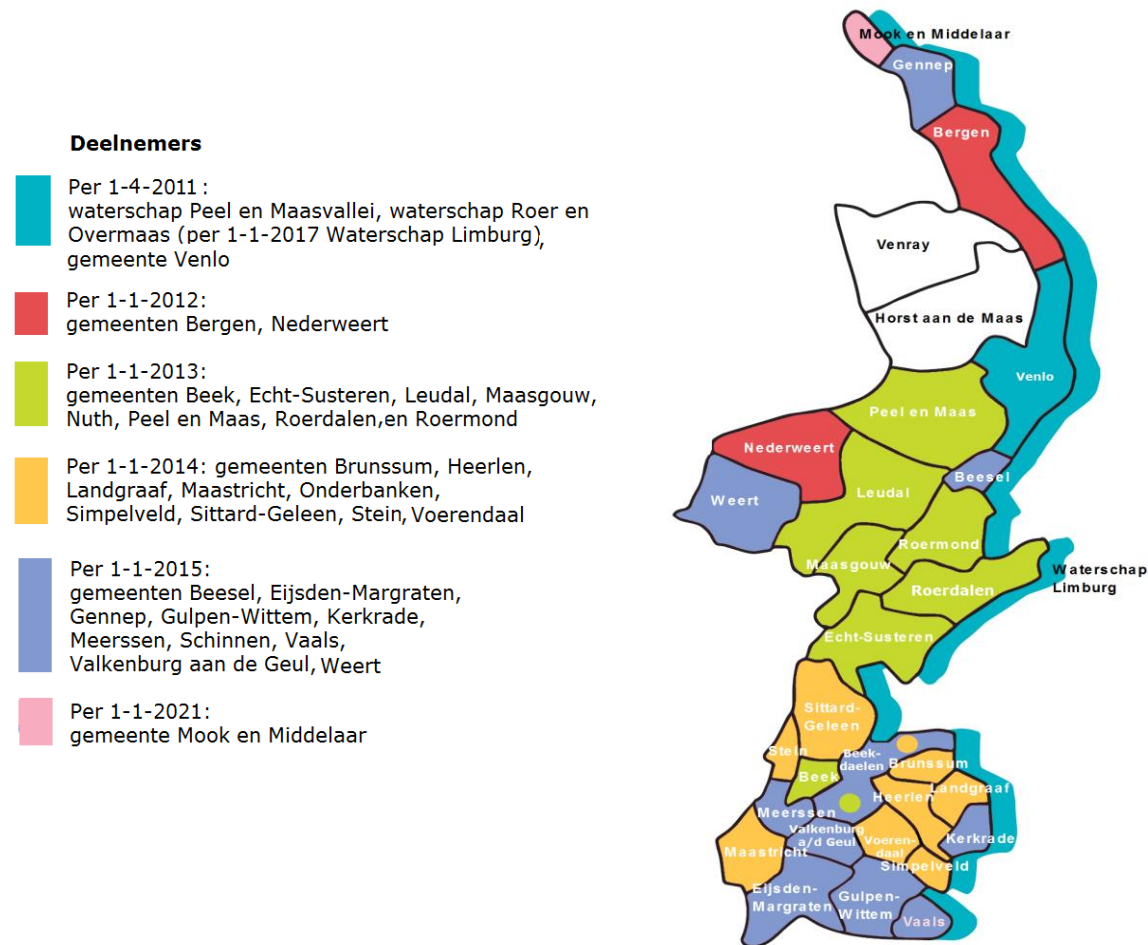 Deelnemers
Per 1-4-2011:
waterschap Peel en Maasvallei, waterschap Roer en
Overmaas (per 1-1-2017 Waterschap Limburg),
gemeente Venlo
Per 1-1-2012:
gemeenten Bergen, Nederweert
Per 1-1-2013:
gemeenten Beek, Echt-Susteren, Leudal, Maasgouw,
Nuth, Peel en Maas, Roerdalen,en Roermond
Per 1-1-2014: gemeenten Brunssum, Heerlen,
Landgraaf, Maastricht, Onderbanken,
Simpelveld, Sittard-Geleen, Stein, Voerendaal
Per 1-1-2015:
gemeenten Beesel, Eijsden-Margraten,
Gennep, Gulpen-Wittem, Kerkrade,
Meerssen, Schinnen, Vaals,
Valkenburg aan de Geul, Weert
Per 1-1-2021:
gemeente Mook en Middelaar
Mook en Middelaar
Gennep
Bergen
Venray
Horst aan de Maas
Venlo
Peel en Maas
Nederweert
Beesel
Weert
Leudal
Roermond
Maasgouw
Waterschap
Limburg
Roerdalen
Echt-Susteren
Sittard-
Geleen
Stein
Beek-
daelen
Brunssum
Beek
Landgraaf
Heerlen
Meerssen
Valkenburg
a/d Geul
Kerkrade
Voeren-
daal
Maastricht
Simpelveld
Eijsden-
Margraten
Gulpen-
Wittem
Vaals